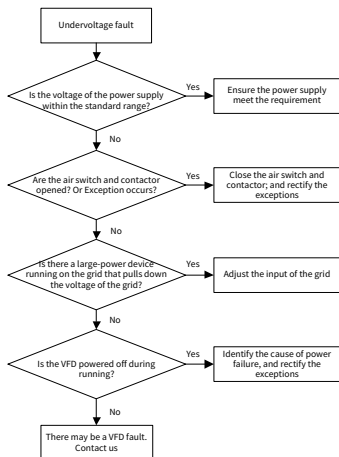 Undervoltage fault
Is the voltage of the power supply
within the standard range?
Yes
Ensure the power supply
meet the requirement
No
Are the air switch and contactor
opened? Or Exception occurs?
Yes
Close the air switch and
contactor; and rectify the
exceptions
No
Is there a large-power device
running on the grid that pulls down
the voltage of the grid?
Yes
Adjust the input of the grid
No
Is the VFD powered off during
running?
Yes
Identify the cause of power
failure, and rectify the
exceptions
No
There may be a VFD fault.
Contact us